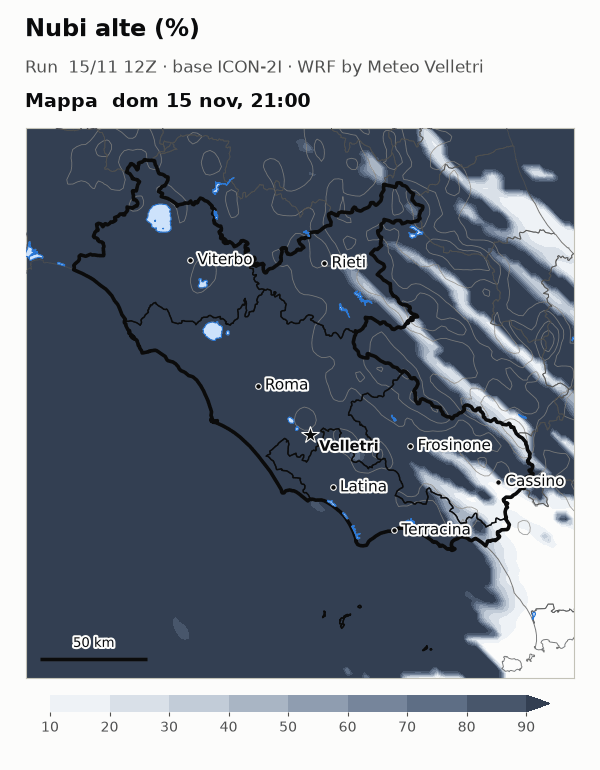 Nubi alte (%)
Run  15/11 12Z · base ICON-2I · WRF by Meteo Velletri
Mappa  dom 15 nov, 21:00
Viterbo
Rieti
Roma
Velletri
Frosinone
Cassino
Latina
Terracina
50 km
10 20 30 40 50 60 70 80 90